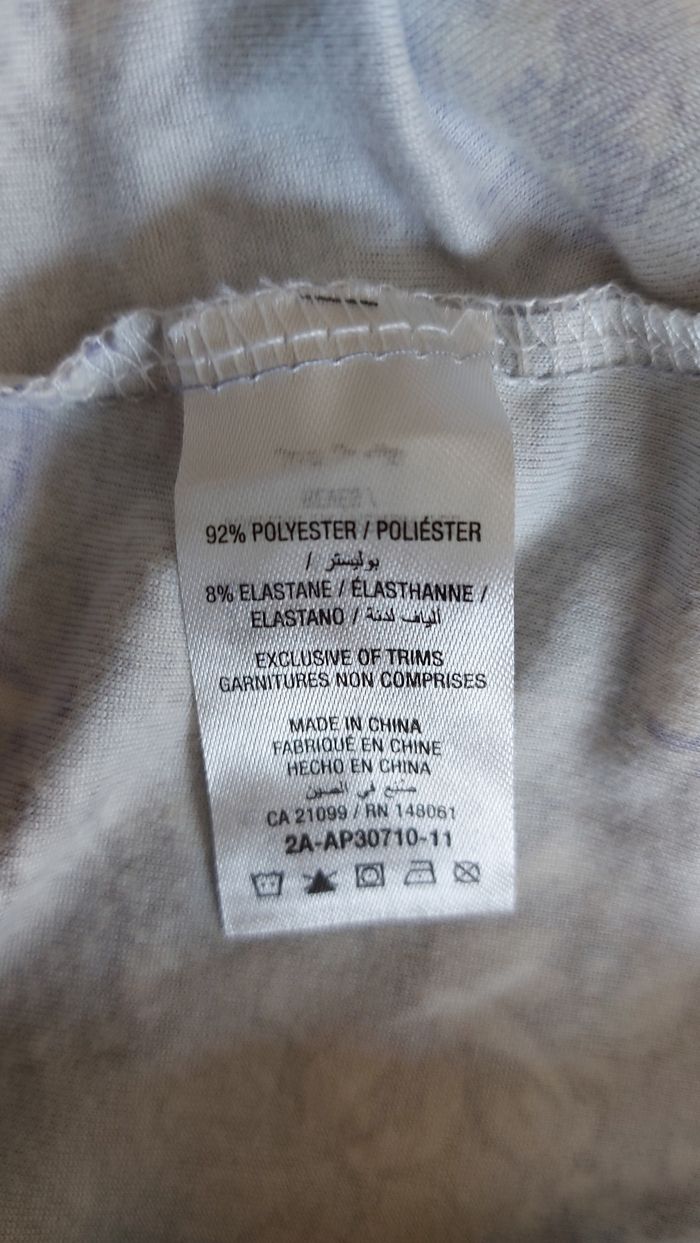 92% POLYESTER / POLIÉSTER
/ بوليستر
8% ELASTANE / ÉLASTHANNE /
ELASTANO / ألياف لدنة
EXCLUSIVE OF TRIMS
GARNITURES NON COMPRISES
MADE IN CHINA
FABRIQUÉ EN CHINE
HECHO EN CHINA
صنع في الصين
CA 21099 / RN 148061
2A-AP30710-11